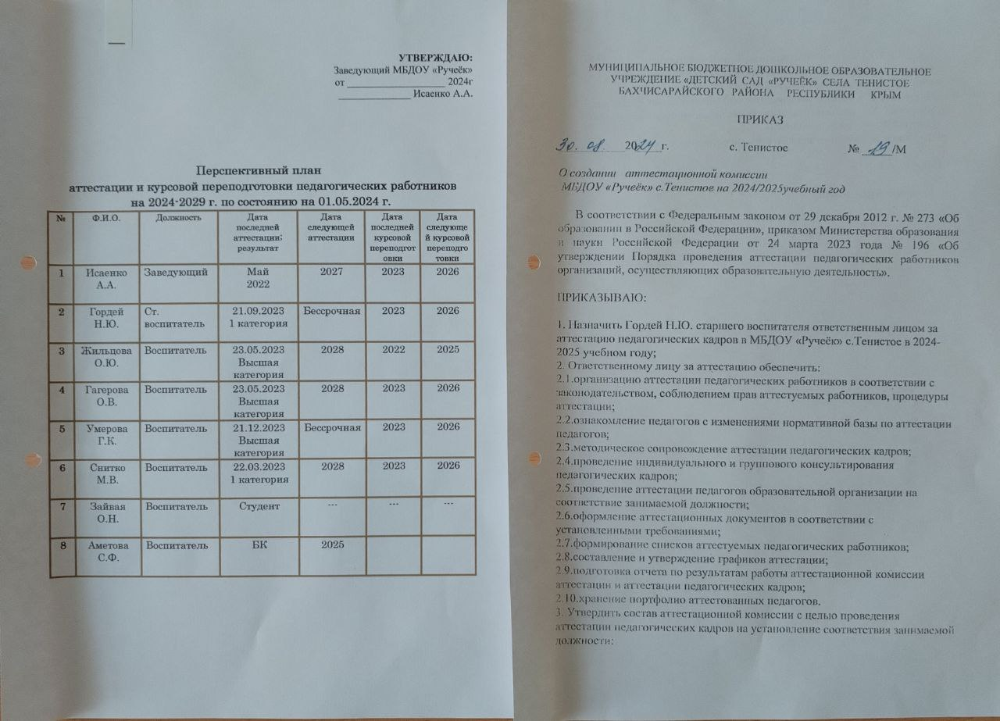 УТВЕРЖДАЮ:
Заведующий МБДОУ «Ручеёк»
от ____________________ 2024г
_______________ Исаенко А.А.
Перспективный план
аттестации и курсовой переподготовки педагогических работников
на 2024-2029 г. по состоянию на 01.05.2024 г.
№ Ф.И.О. Должность Дата последней аттестации; результат Дата следующей аттестации Дата последней курсовой переподгот овки Дата следующе й курсовой переподго товки
1 Исаенко А.А. Заведующий Май 2022 2027 2023 2026
2 Гордей Н.Ю. Ст. воспитатель 21.09.2023 1 категория Бессрочная 2023 2026
3 Жильцова О.Ю. Воспитатель 23.05.2023 Высшая категория 2028 2022 2025
4 Гагерова О.В. Воспитатель 23.05.2023 Высшая категория 2028 2023 2026
5 Умерова Г.К. Воспитатель 21.12.2023 Высшая категория Бессрочная 2023 2026
6 Снитко М.В. Воспитатель 22.03.2023 1 категория 2028 2023 2026
7 Зайвая О.Н. Воспитатель Студент --- --- ---
8 Аметова С.Ф. Воспитатель БК 2025
МУНИЦИПАЛЬНОЕ БЮДЖЕТНОЕ ДОШКОЛЬНОЕ ОБРАЗОВАТЕЛЬНОЕ
УЧРЕЖДЕНИЕ «ДЕТСКИЙ САД «РУЧЕЁК» СЕЛА ТЕНИСТОЕ
БАХЧИСАРАЙСКОГО РАЙОНА РЕСПУБЛИКИ КРЫМ
ПРИКАЗ
30. 08. 2024 г. с. Тенистое № 19/М
О создании аттестационной комиссии
МБДОУ «Ручеёк» с.Тенистое на 2024/2025учебный год
В соответствии с Федеральным законом от 29 декабря 2012 г. № 273 «Об
образовании в Российской Федерации», приказом Министерства образования
и науки Российской Федерации от 24 марта 2023 года № 196 «Об
утверждении Порядка проведения аттестации педагогических работников
организаций, осуществляющих образовательную деятельность».
ПРИКАЗЫВАЮ:
1. Назначить Гордей Н.Ю. старшего воспитателя ответственным лицом за
аттестацию педагогических кадров в МБДОУ «Ручеёк» с.Тенистое в 2024-
2025 учебном году;
2. Ответственному лицу за аттестацию обеспечить:
2.1.организацию аттестации педагогических работников в соответствии с
законодательством, соблюдением прав аттестуемых работников, процедуры
аттестации;
2.2.ознакомление педагогов с изменениями нормативной базы по аттестации
педагогов;
2.3.методическое сопровождение аттестации педагогических кадров;
2.4.проведение индивидуального и группового консультирования
педагогических кадров;
2.5.проведение аттестации педагогов образовательной организации на
соответствие занимаемой должности;
2.6.оформление аттестационных документов в соответствии с
установленными требованиями;
2.7.формирование списков аттестуемых педагогических работников;
2.8.составление и утверждение графиков аттестации;
2.9.подготовка отчета по результатам работы аттестационной комиссии
аттестации и аттестации педагогических кадров;
2.10.хранение портфолио аттестованных педагогов.
3. Утвердить состав аттестационной комиссии с целью проведения
аттестации педагогических кадров на установление соответствия занимаемой
должности: